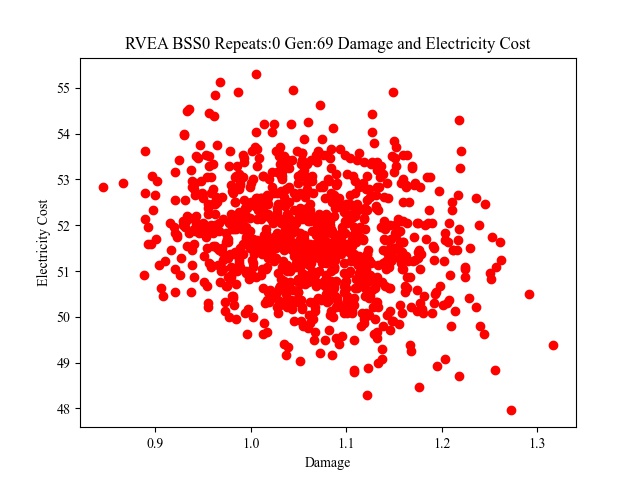 RVEA BSS0 Repeats:0 Gen:69 Damage and Electricity Cost
55
54
53
52
51
50
49
48
Electricity Cost
0.9 1.0 1.1 1.2 1.3
Damage